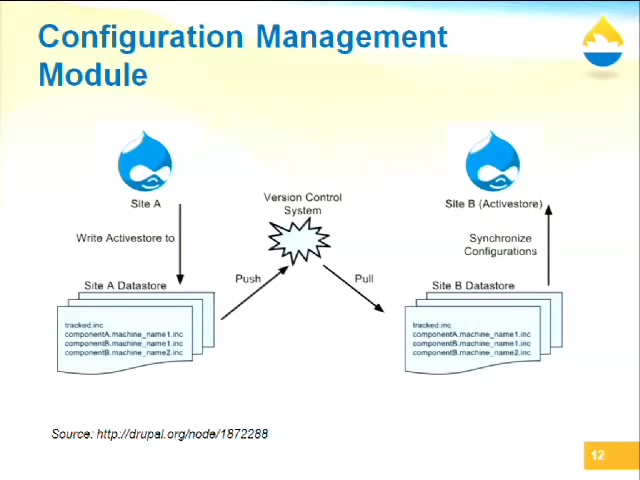 Configuration Management
Module
Site A
Version Control
System
Site B (Activestore)
Write Activestore to
Synchronize
Configurations
Push
Pull
Site A Datastore
Site B Datastore
tracked.inc
componentA.machine_name1.inc
componentB.machine_name1.inc
componentB.machine_name2.inc
tracked.inc
componentA.machine_name1.inc
componentB.machine_name1.inc
componentB.machine_name2.inc
Source: http://drupal.org/node/1872288
12